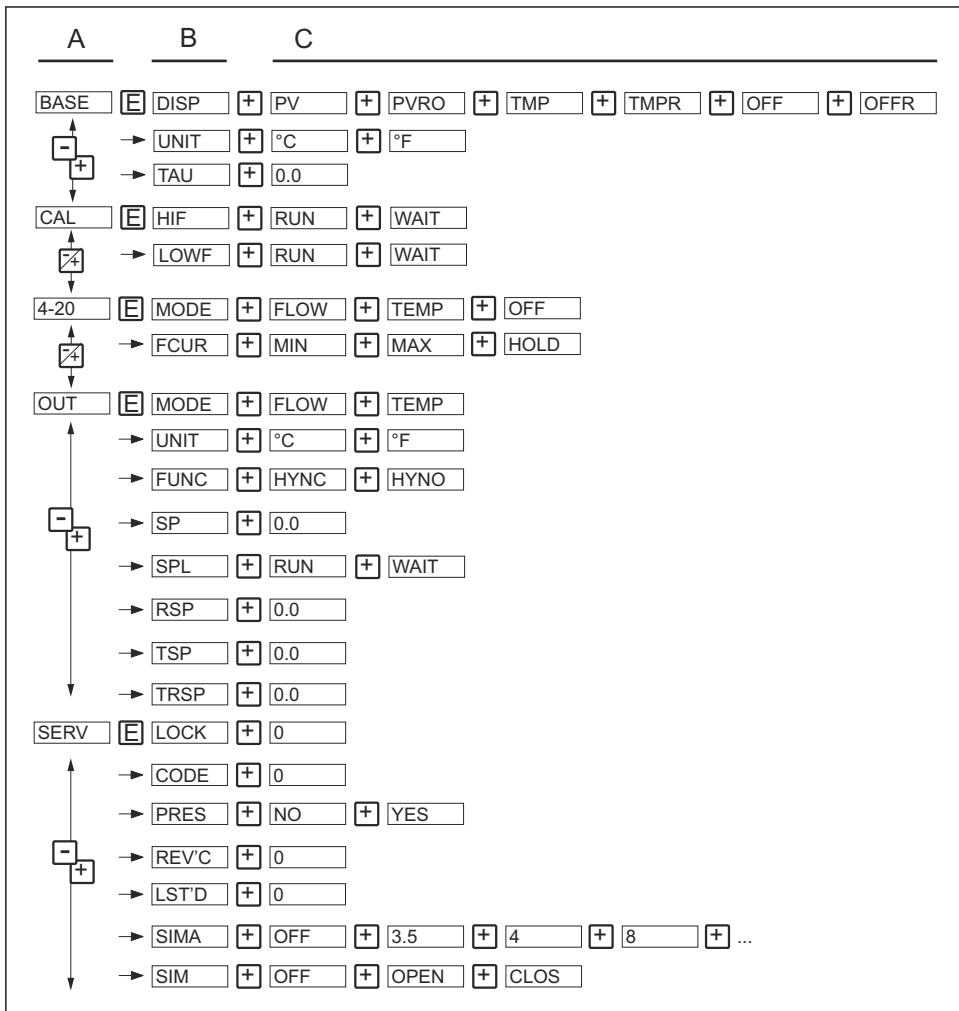 A B C
BASE E DISP + PV + PVRO + TMP + TMPR + OFF + OFFR
UNIT + °C + °F
- +
TAU + 0.0
CAL E HIF + RUN + WAIT
LOWF + RUN + WAIT
-/+
4-20 E MODE + FLOW + TEMP + OFF
FCUR + MIN + MAX + HOLD
-/+
OUT E MODE + FLOW + TEMP
UNIT + °C + °F
FUNC + HYNC + HYNO
- +
SP + 0.0
SPL + RUN + WAIT
RSP + 0.0
TSP + 0.0
TRSP + 0.0
SERV E LOCK + 0
CODE + 0
PRES + NO + YES
- +
REV'C + 0
LST'D + 0
SIMA + OFF + 3.5 + 4 + 8 + ...
SIM + OFF + OPEN + CLOS